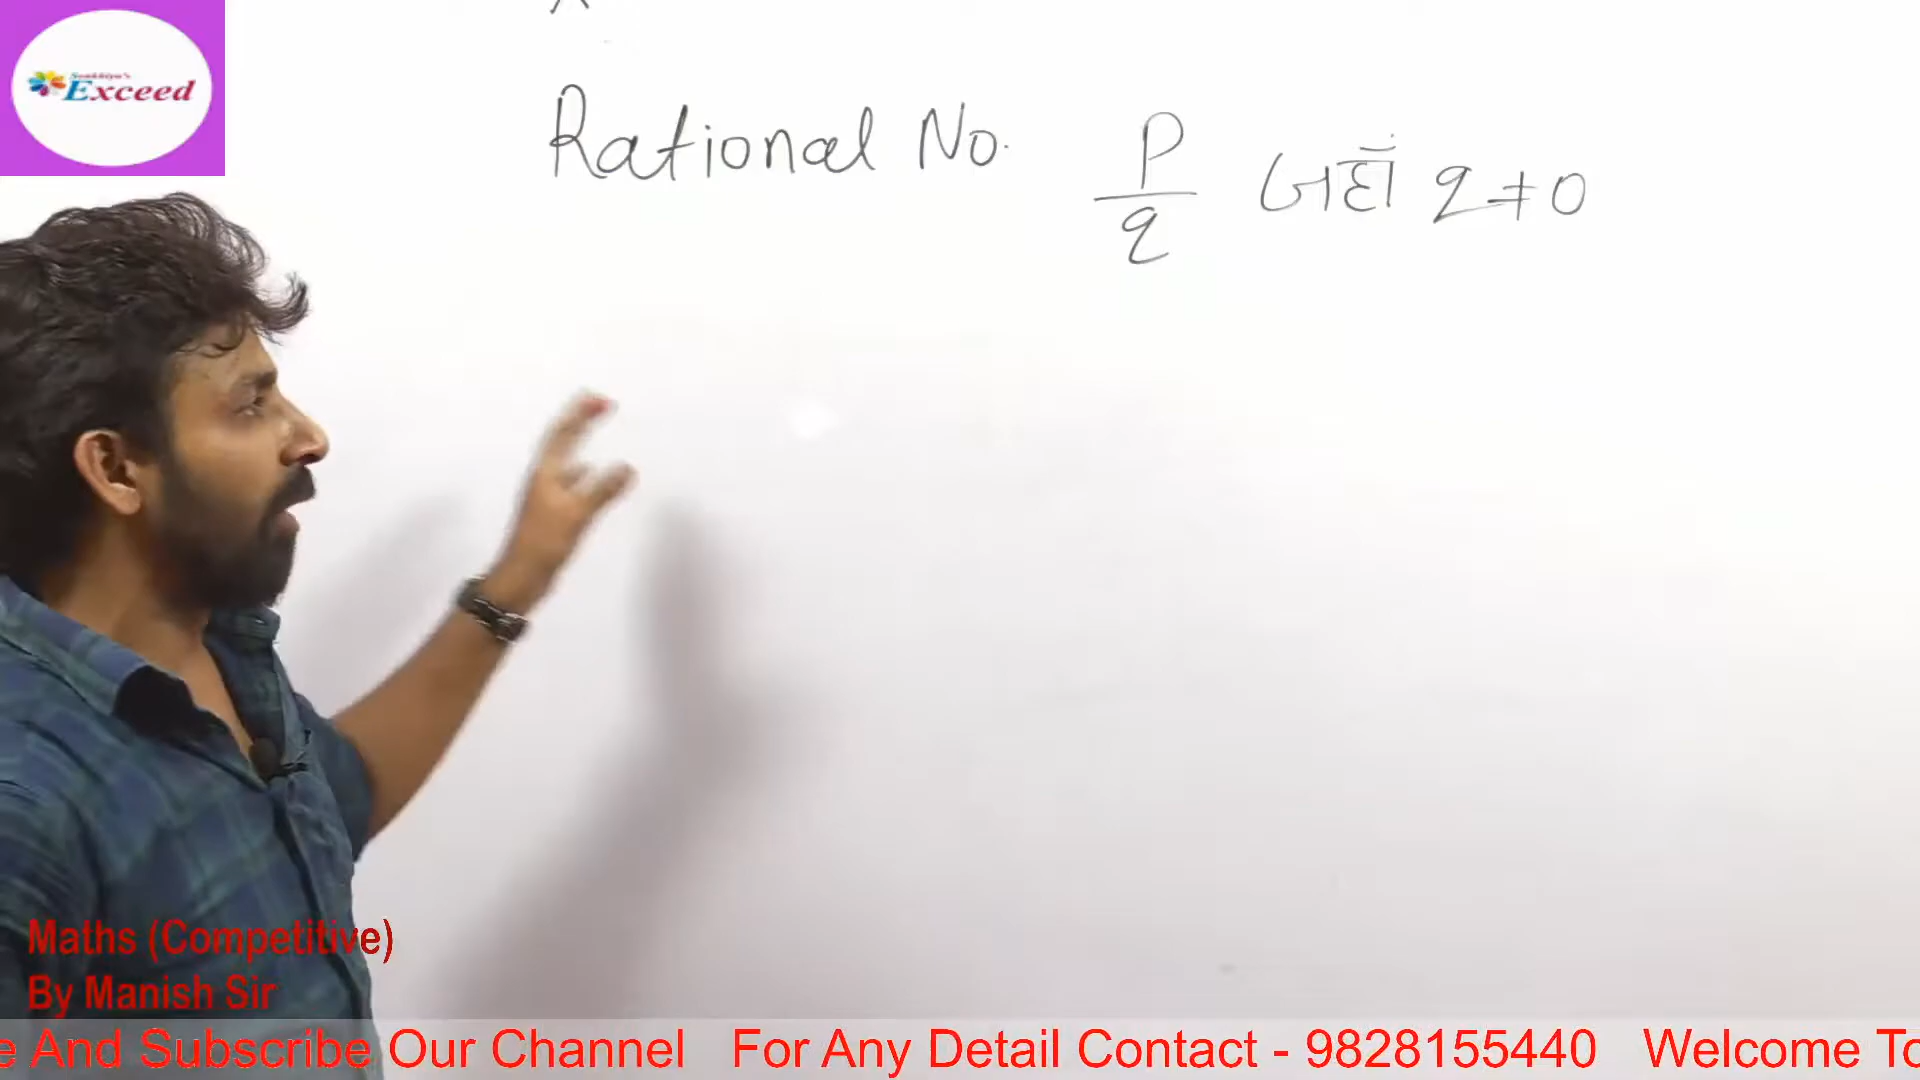 Sankhlya's
Exceed
Rational No. P/q जहाँ q ≠ 0
Maths (Competitive)
By Manish Sir
e And Subscribe Our Channel For Any Detail Contact - 9828155440 Welcome To